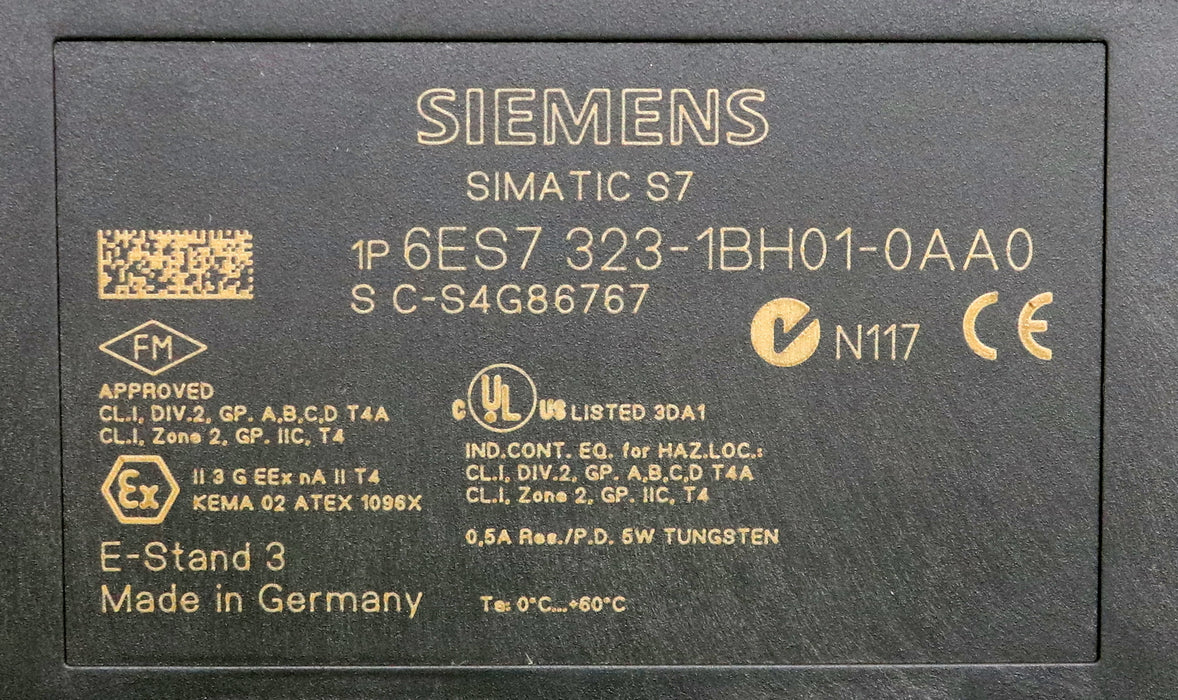 SIEMENS
SIMATIC S7
1P 6ES7 323-1BH01-0AA0
S C-S4G86767
N117 CE
FM
APPROVED
CL.I, DIV.2, GP. A,B,C,D T4A
CL.I, Zone 2, GP. IIC, T4
Ex II 3 G EEx nA II T4
KEMA 02 ATEX 1096X
E-Stand 3
Made in Germany
C UL US LISTED 3DA1
IND.CONT. EQ. for HAZ.LOC.:
CL.I, DIV.2, GP. A,B,C,D T4A
CL.I, Zone 2, GP. IIC, T4
0,5A Res./P.D. 5W TUNGSTEN
Ta: 0°C...+60°C